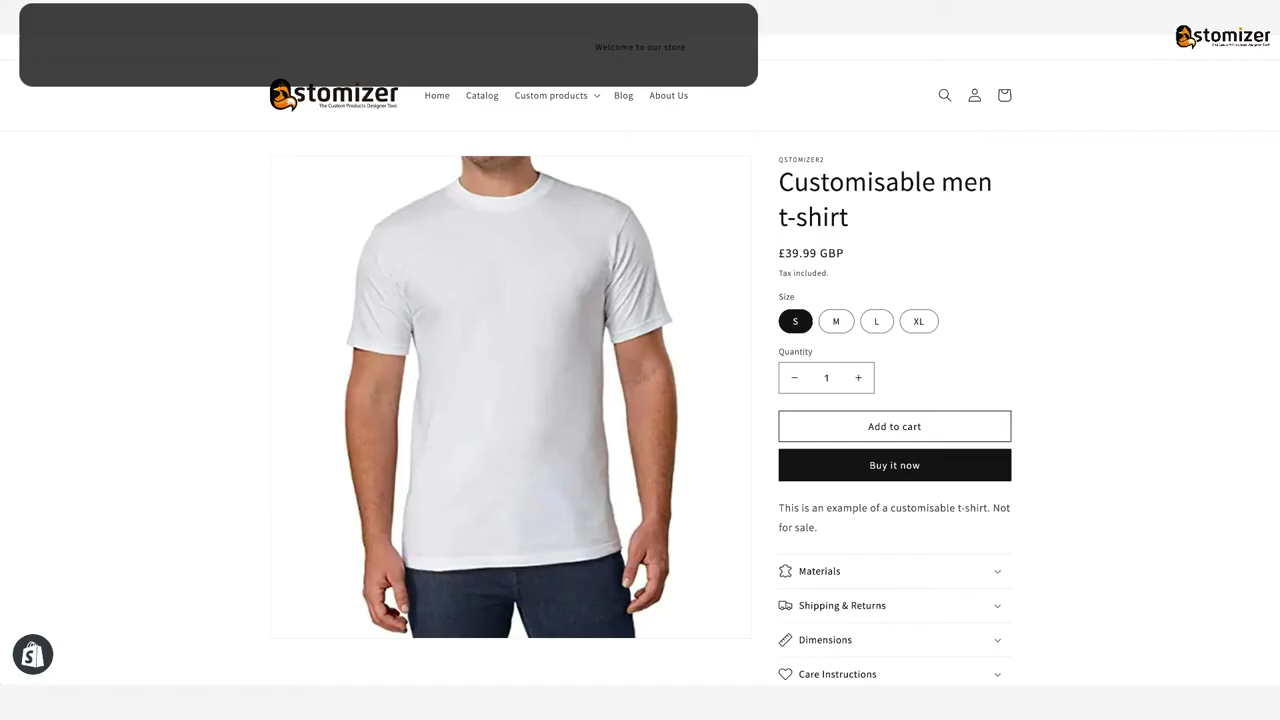 Welcome to our store
stomizer
stomizer
The Custom Products Designer Tool.
Home
Catalog
Custom products
Blog
About Us
QSTOMIZER2
Customisable men
t-shirt
£39.99 GBP
Tax included.
Size
S
M
L
XL
Quantity
− 1 +
Add to cart
Buy it now
This is an example of a customisable t-shirt. Not
for sale.
Materials
Shipping & Returns
Dimensions
Care Instructions